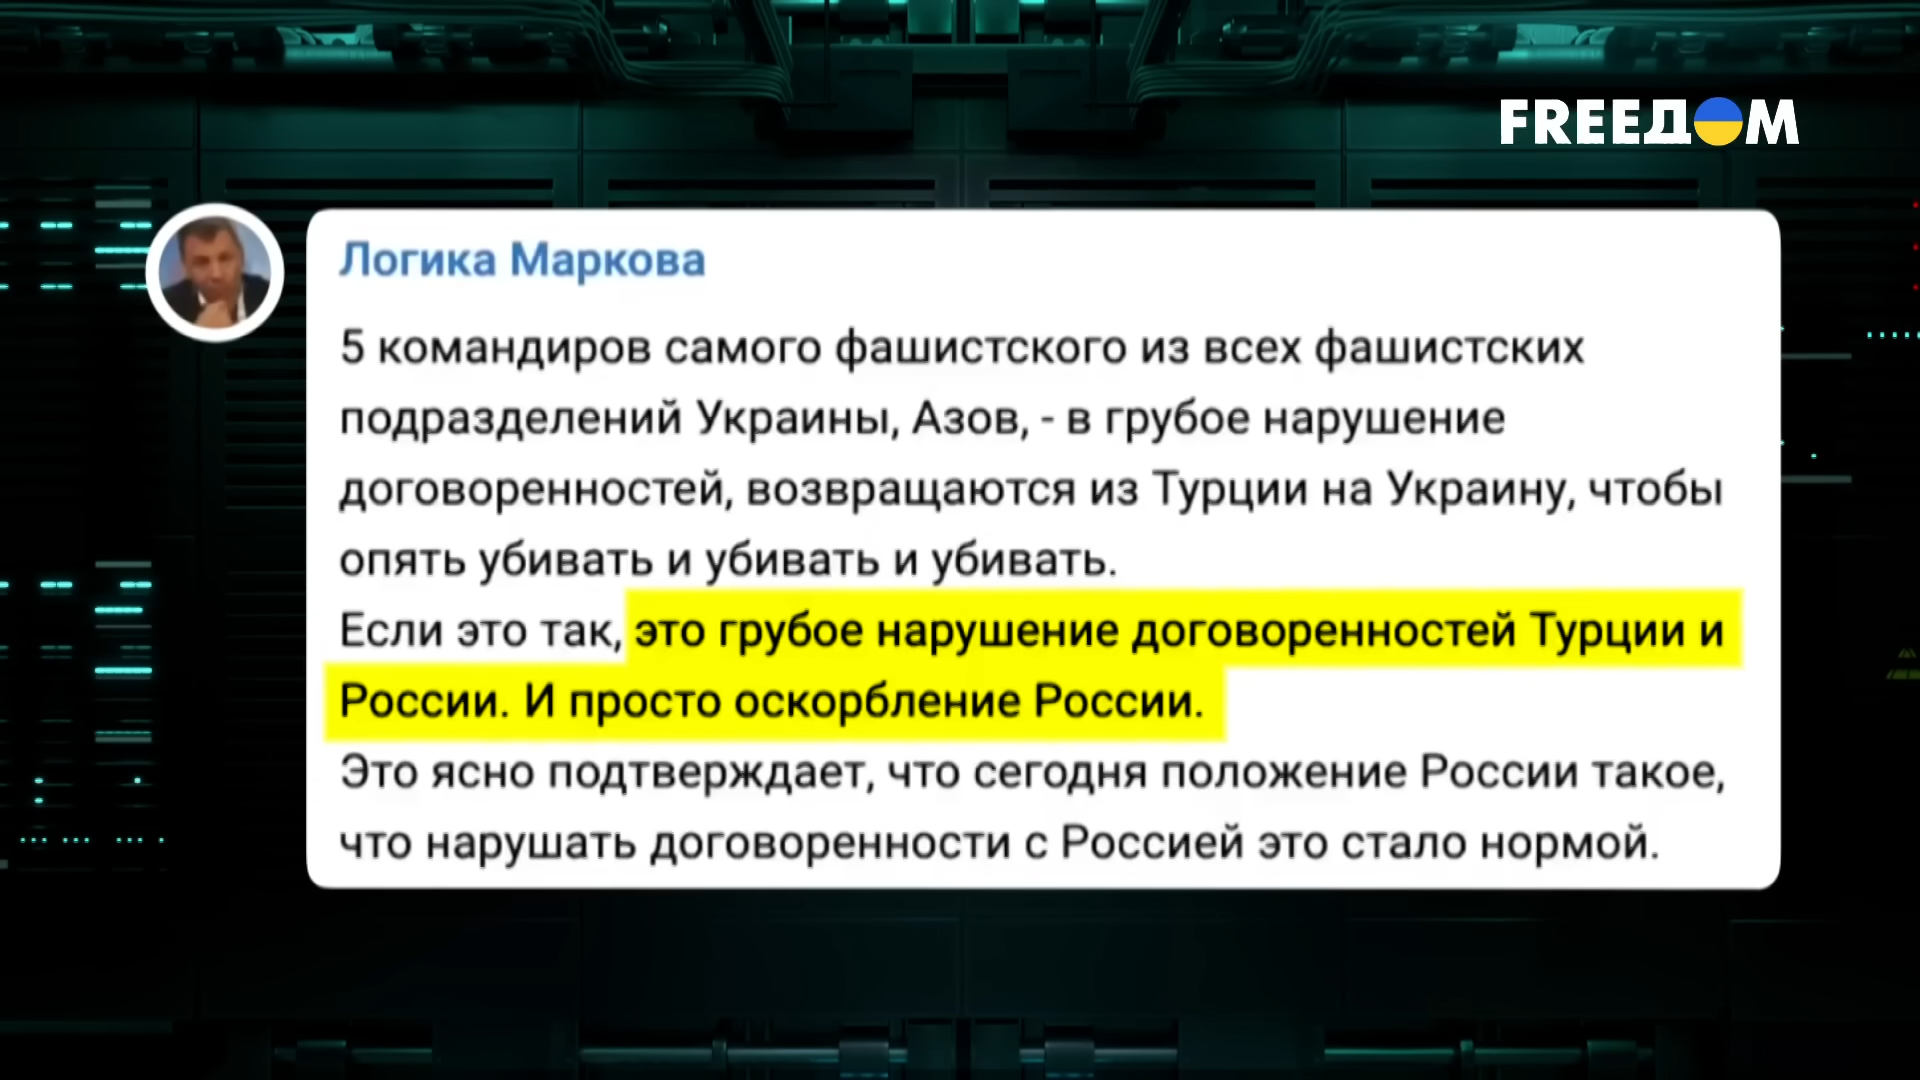 FREEДOM
Логика Маркова
5 командиров самого фашистского из всех фашистских
подразделений Украины, Азов, - в грубое нарушение
договоренностей, возвращаются из Турции на Украину, чтобы
опять убивать и убивать и убивать.
Если это так, это грубое нарушение договоренностей Турции и
России. И просто оскорбление России.
Это ясно подтверждает, что сегодня положение России такое,
что нарушать договоренности с Россией это стало нормой.